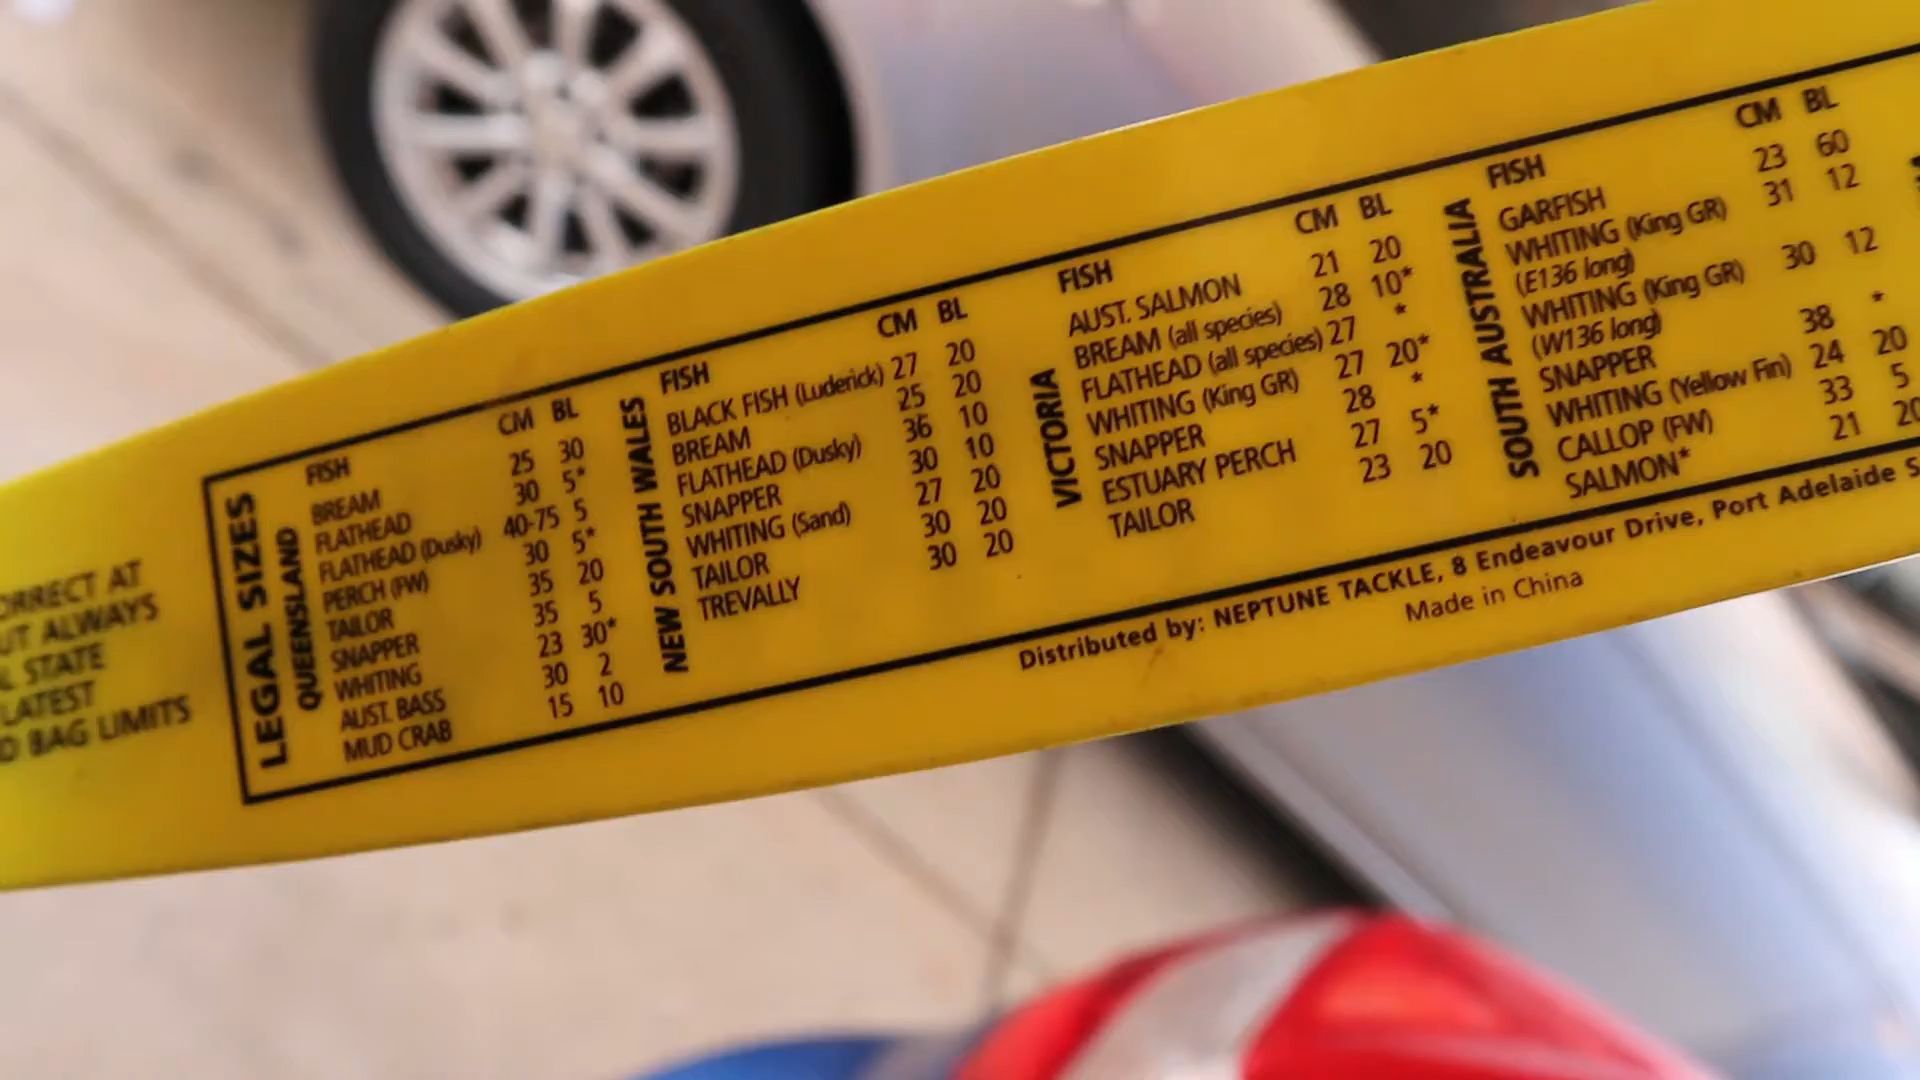 ORRECT AT
UT ALWAYS
L STATE
LATEST
D BAG LIMITS
LEGAL SIZES
QUEENSLAND
FISH CM BL
BREAM 25 30
FLATHEAD 30 5*
FLATHEAD (Dusky) 40-75 5
PERCH (FW) 30 5*
TAILOR 35 20
SNAPPER 35 5
WHITING 23 30*
AUST. BASS 30 2
MUD CRAB 15 10
NEW SOUTH WALES
FISH CM BL
BLACK FISH (Luderick) 27 20
BREAM 25 20
FLATHEAD (Dusky) 36 10
SNAPPER 30 10
WHITING (Sand) 27 20
TAILOR 30 20
TREVALLY 30 20
VICTORIA
FISH CM BL
AUST. SALMON 21 20
BREAM (all species) 28 10*
FLATHEAD (all species) 27 *
WHITING (King GR) 27 20*
SNAPPER 28 *
ESTUARY PERCH 27 5*
TAILOR 23 20
SOUTH AUSTRALIA
FISH CM BL
GARFISH 23 60
WHITING (King GR) 31 12
(E136 long)
WHITING (King GR) 30 12
(W136 long)
SNAPPER 38 *
WHITING (Yellow Fin) 24 20
CALLOP (FW) 33 5
SALMON* 21 20
Distributed by: NEPTUNE TACKLE, 8 Endeavour Drive, Port Adelaide S
Made in China